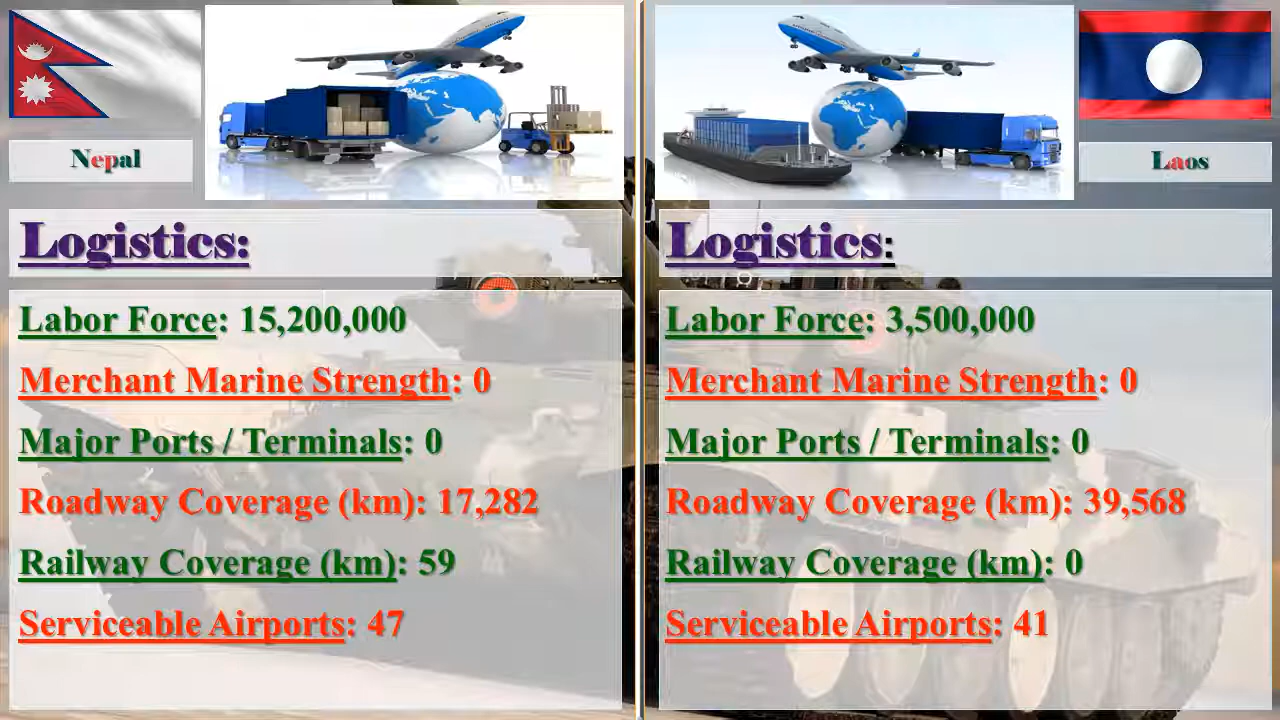 Nepal
Logistics:
Labor Force: 15,200,000
Merchant Marine Strength: 0
Major Ports / Terminals: 0
Roadway Coverage (km): 17,282
Railway Coverage (km): 59
Serviceable Airports: 47
Laos
Logistics:
Labor Force: 3,500,000
Merchant Marine Strength: 0
Major Ports / Terminals: 0
Roadway Coverage (km): 39,568
Railway Coverage (km): 0
Serviceable Airports: 41